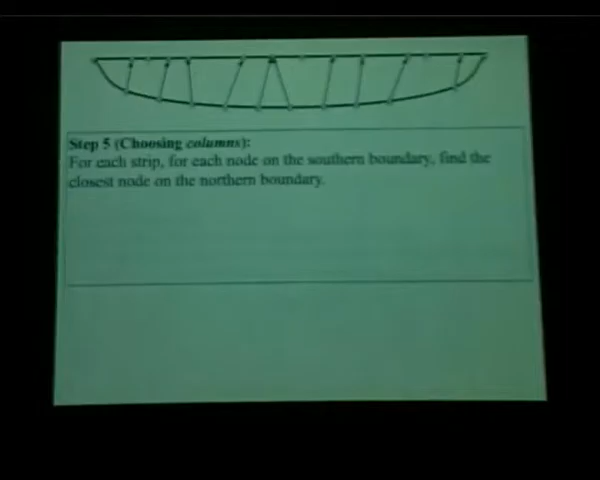 Step 5 (Choosing columns):
For each strip, for each node on the southern boundary, find the
closest node on the northern boundary.